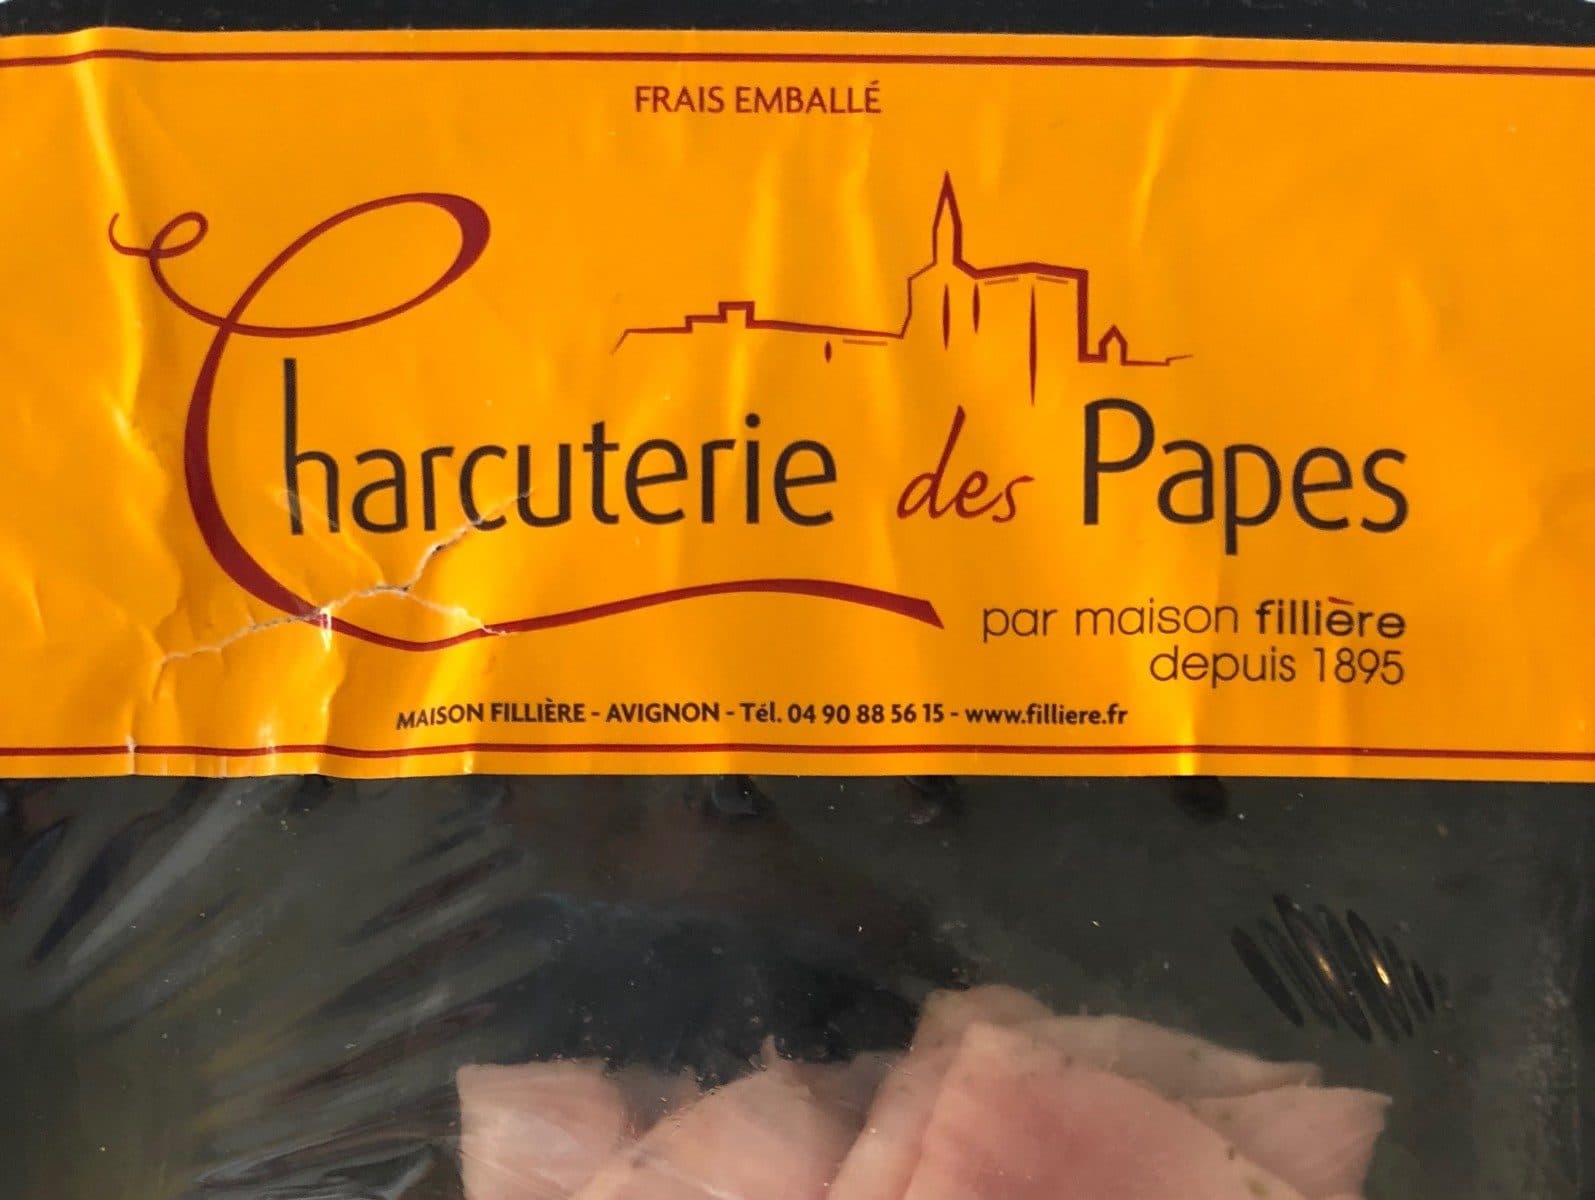 FRAIS EMBALLÉ
Charcuterie des Papes
par maison fillière
depuis 1895
MAISON FILLIÈRE - AVIGNON - Tél. 04 90 88 56 15 - www.filliere.fr